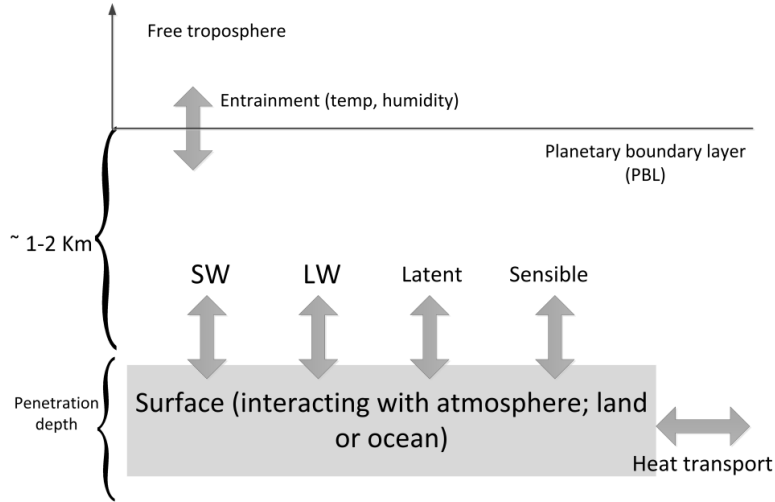 Free troposphere
Entrainment (temp, humidity)
Planetary boundary layer
(PBL)
~ 1-2 Km
SW
LW
Latent
Sensible
Penetration
depth
Surface (interacting with atmosphere; land
or ocean)
Heat transport